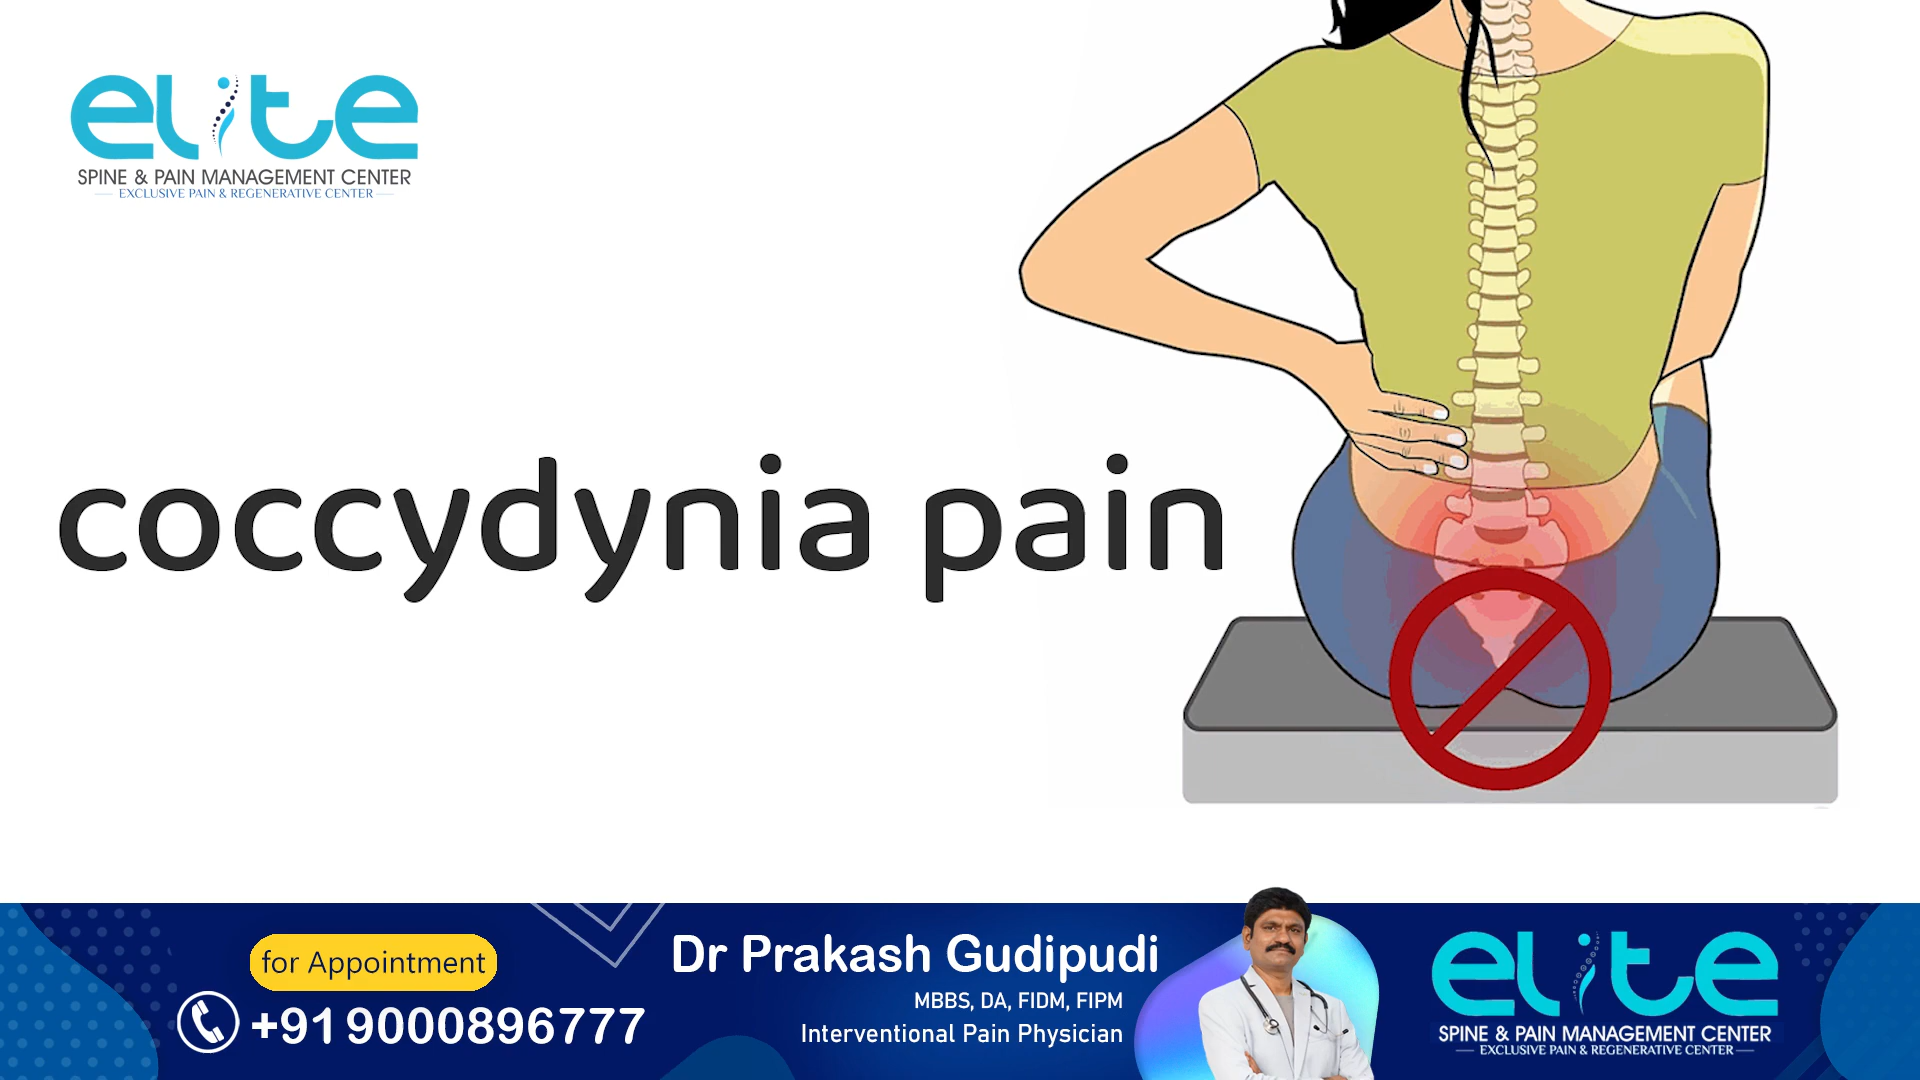 elite
SPINE & PAIN MANAGEMENT CENTER
EXCLUSIVE PAIN & REGENERATIVE CENTER
coccydynia pain
for Appointment
+91 9000896777
Dr Prakash Gudipudi
MBBS, DA, FIDM, FIPM
Interventional Pain Physician
elite
SPINE & PAIN MANAGEMENT CENTER
EXCLUSIVE PAIN & REGENERATIVE CENTER